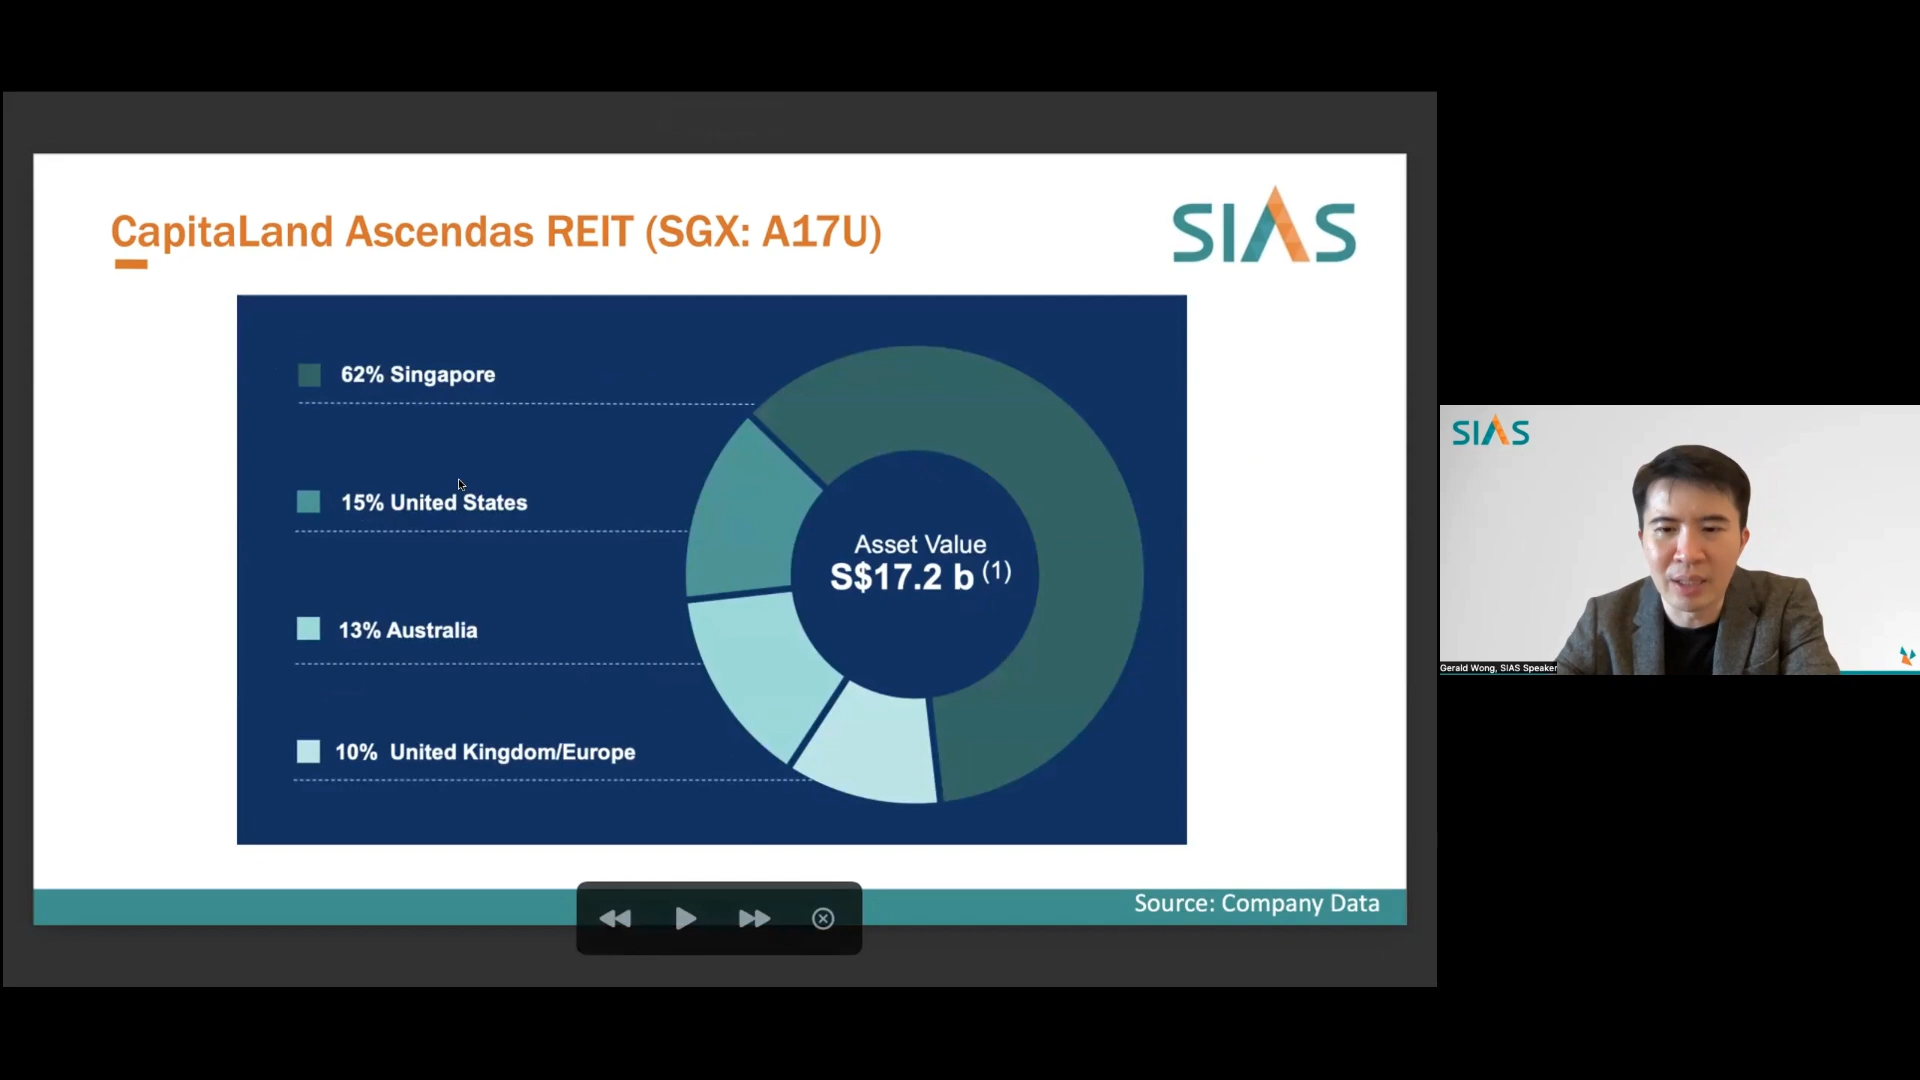 CapitaLand Ascendas REIT (SGX: A17U)
SIAS
62% Singapore
15% United States
13% Australia
10% United Kingdom/Europe
Asset Value
S$17.2 b (1)
Source: Company Data
SIAS
Gerald Wong, SIAS Speaker